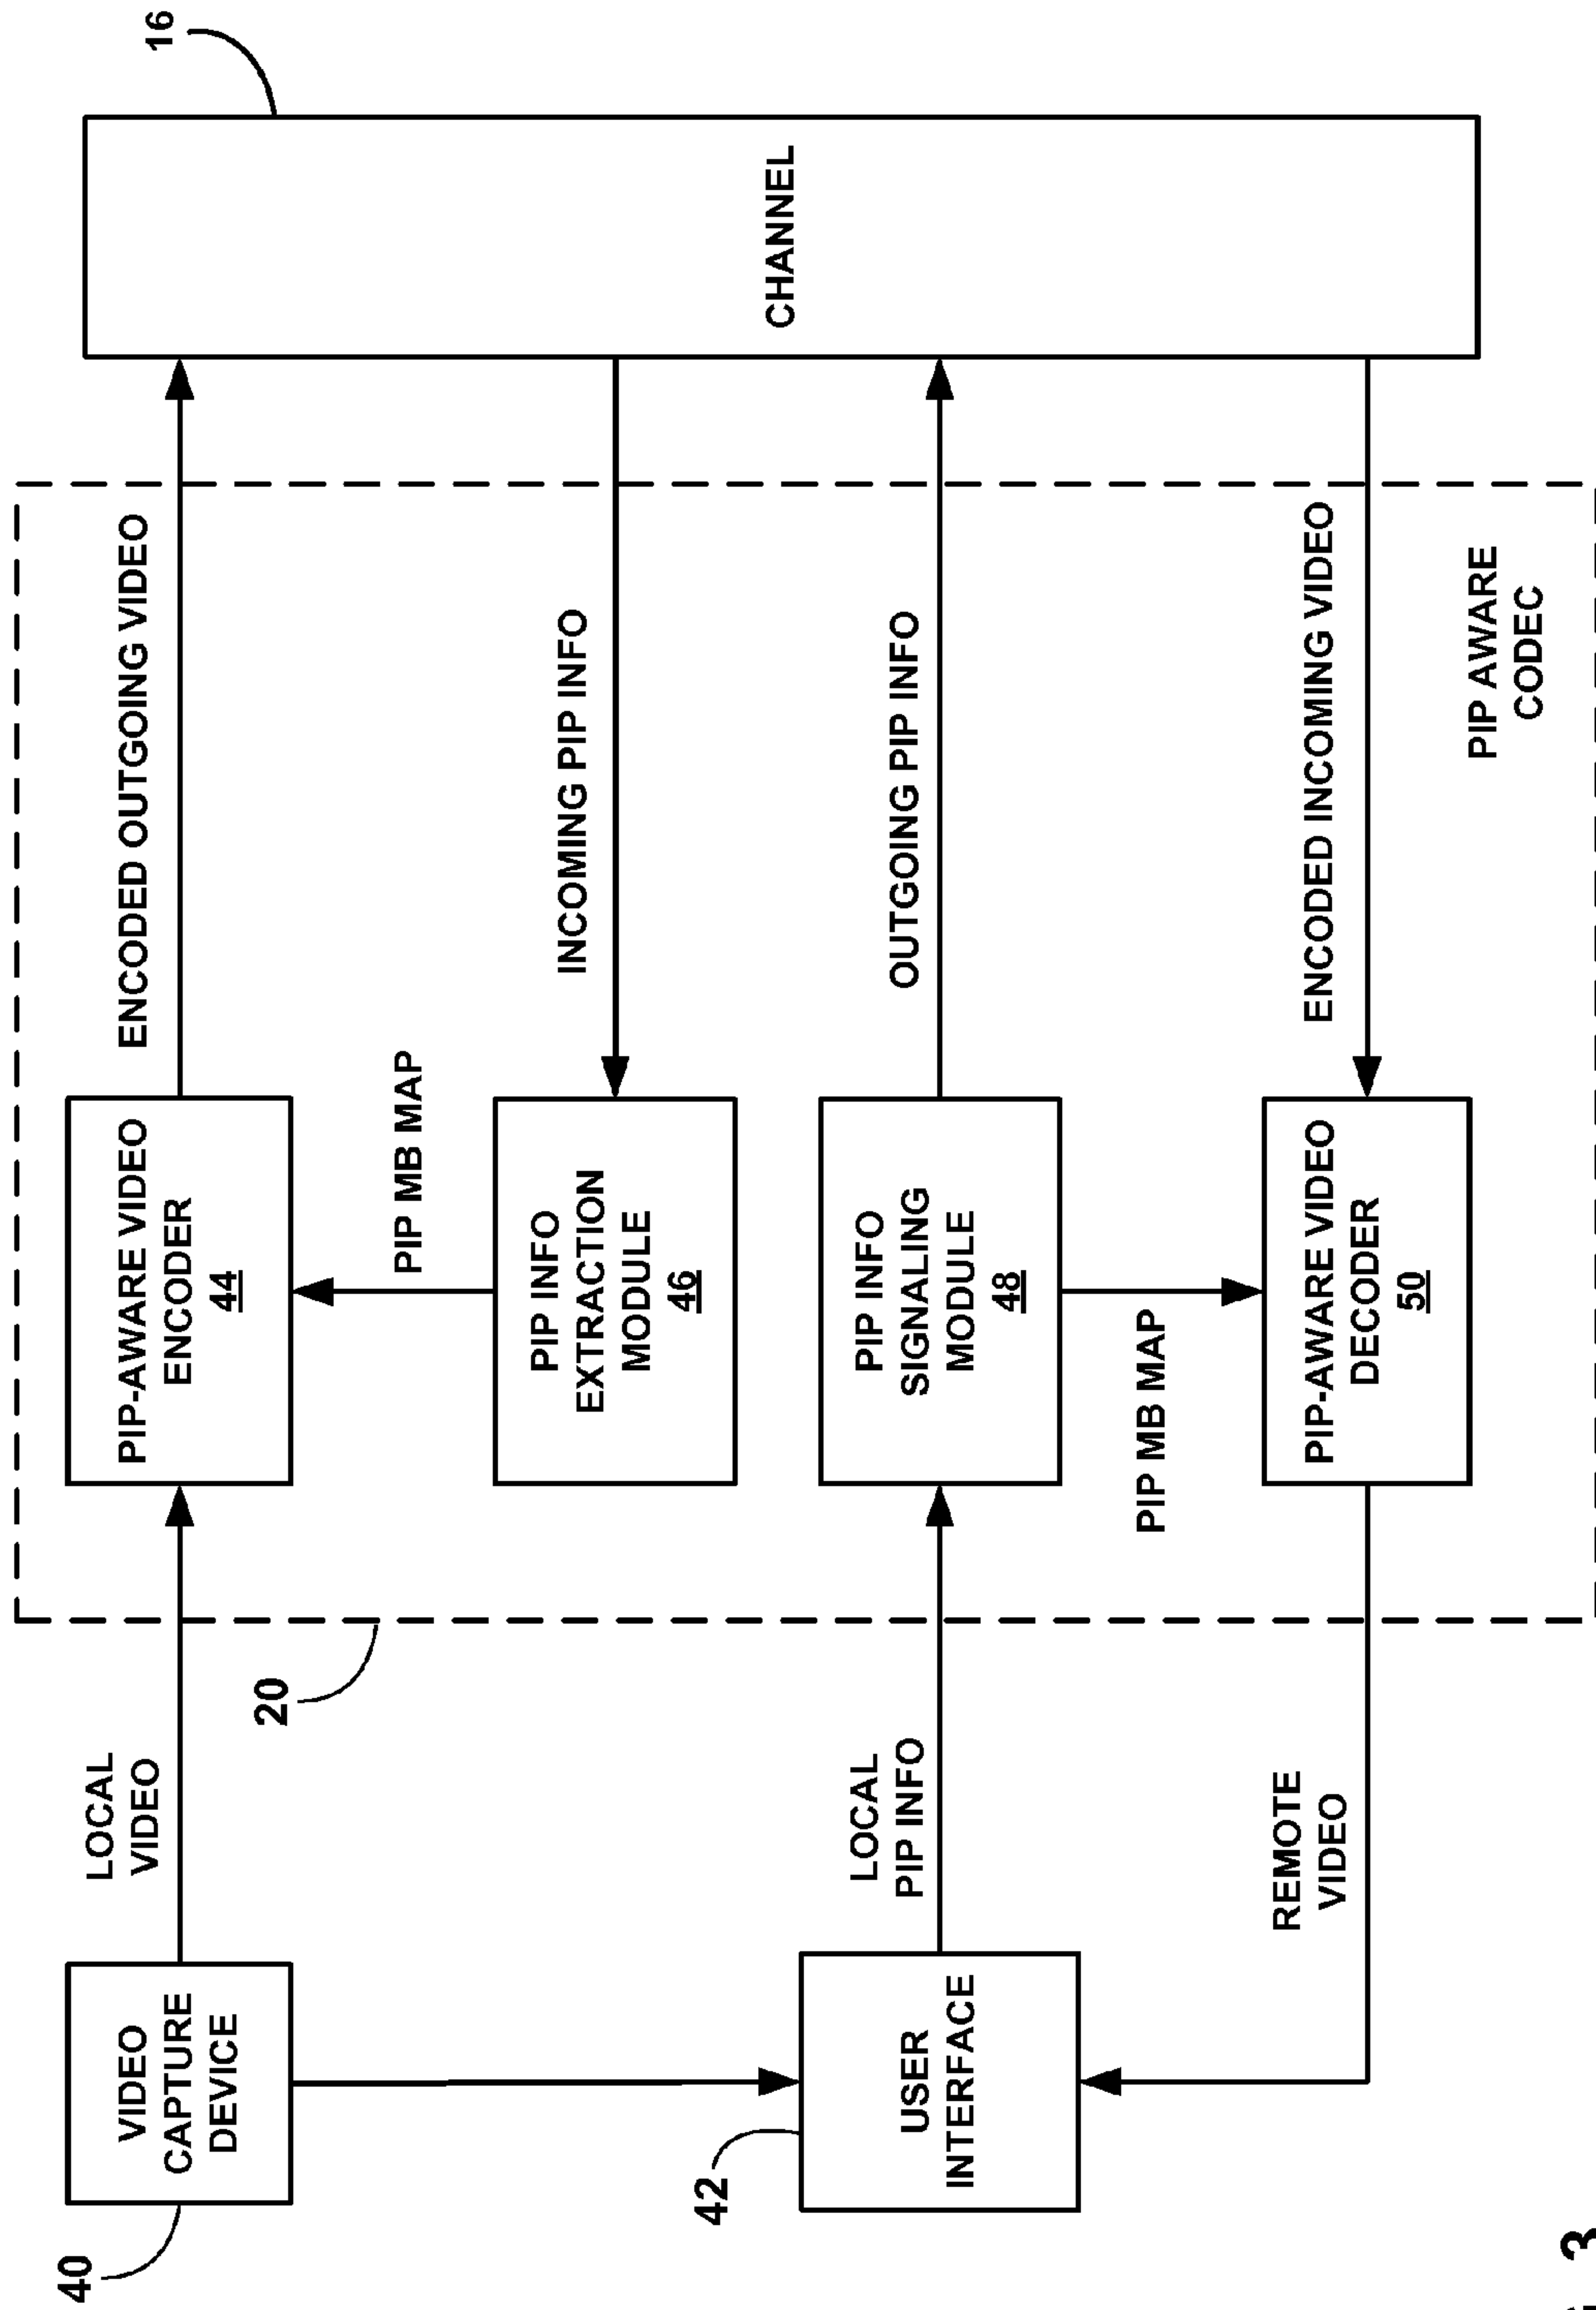 16
CHANNEL
ENCODED OUTGOING VIDEO
INCOMING PIP INFO
OUTGOING PIP INFO
ENCODED INCOMING VIDEO
PIP AWARE
CODEC
PIP-AWARE VIDEO
ENCODER
44
PIP MB MAP
PIP INFO
EXTRACTION
MODULE
46
PIP INFO
SIGNALING
MODULE
48
PIP MB MAP
PIP-AWARE VIDEO
DECODER
50
20
LOCAL
VIDEO
LOCAL
PIP INFO
REMOTE
VIDEO
VIDEO
CAPTURE
DEVICE
40
USER
INTERFACE
42
3